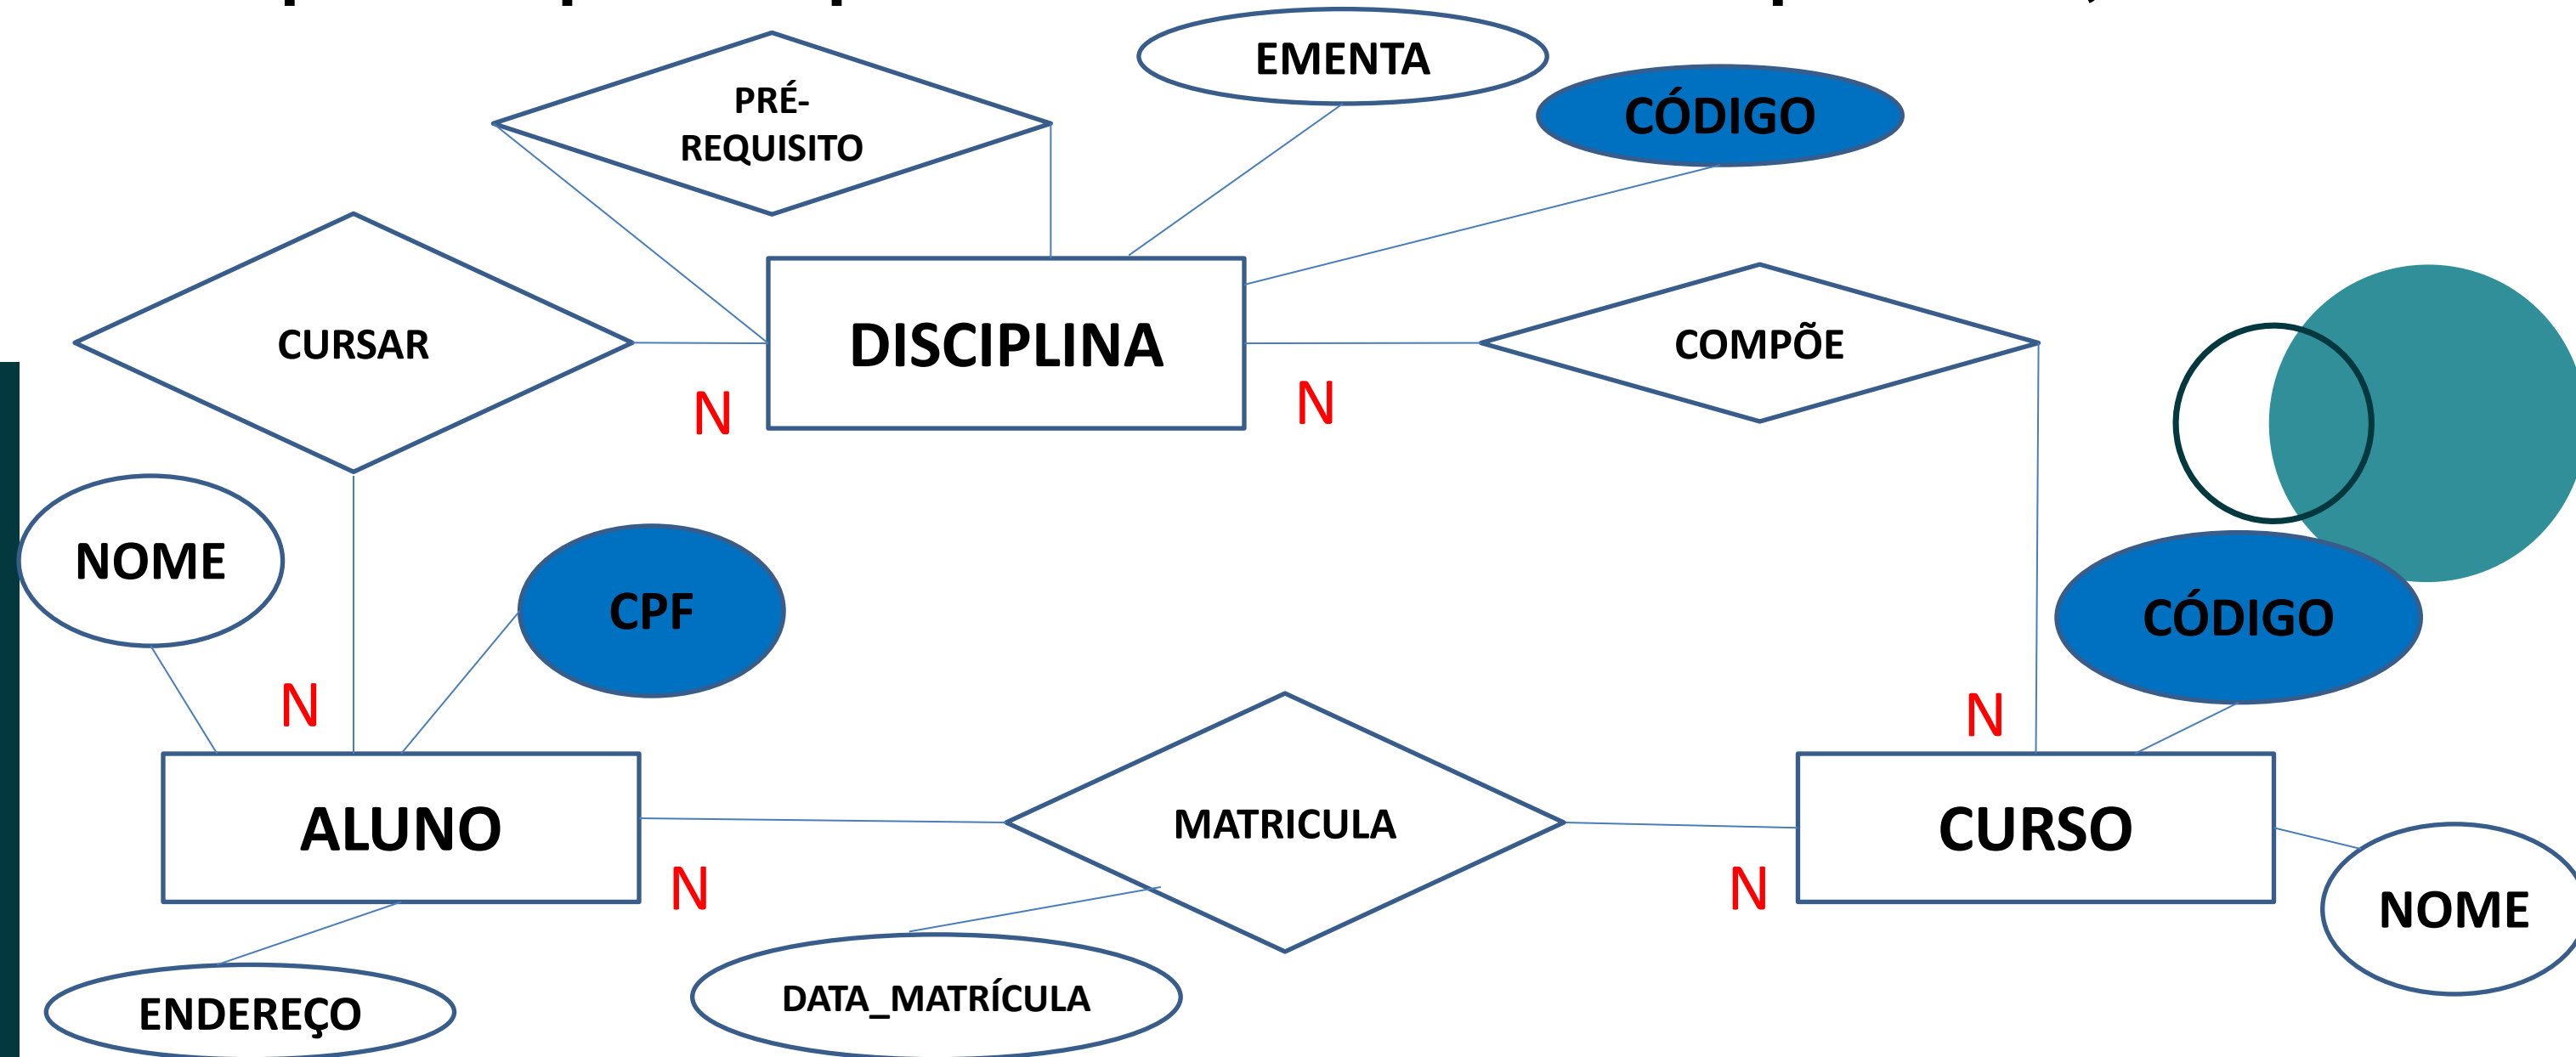 EMENTA
PRÉ-
REQUISITO
CÓDIGO
CURSAR
DISCIPLINA
COMPÕE
N
N
NOME
CPF
CÓDIGO
N
N
ALUNO
MATRICULA
CURSO
N
N
NOME
ENDEREÇO
DATA_MATRÍCULA